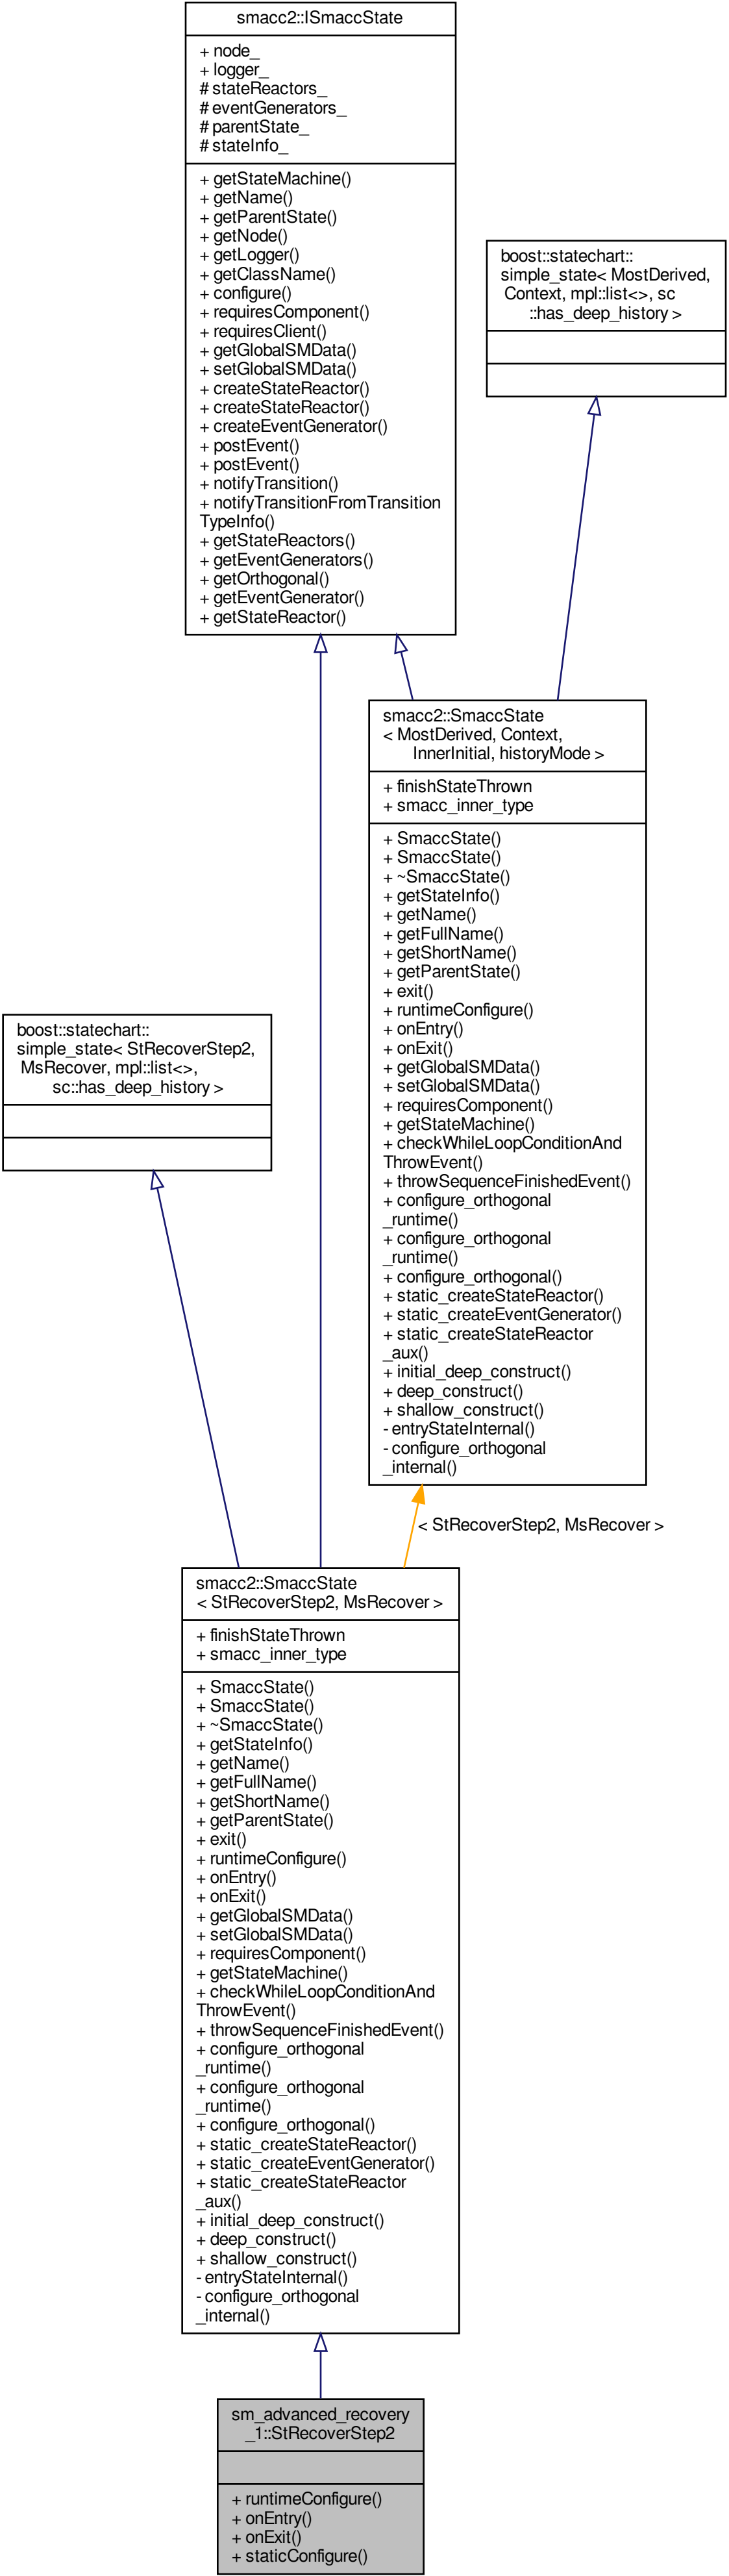 smacc2::ISmaccState
+ node_
+ logger_
# stateReactors_
# eventGenerators_
# parentState_
# stateInfo_
+ getStateMachine()
+ getName()
+ getParentState()
+ getNode()
+ getLogger()
+ getClassName()
+ configure()
+ requiresComponent()
+ requiresClient()
+ getGlobalSMData()
+ setGlobalSMData()
+ createStateReactor()
+ createStateReactor()
+ createEventGenerator()
+ postEvent()
+ postEvent()
+ notifyTransition()
+ notifyTransitionFromTransition
TypeInfo()
+ getStateReactors()
+ getEventGenerators()
+ getOrthogonal()
+ getEventGenerator()
+ getStateReactor()
boost::statechart::
simple_state< MostDerived,
Context, mpl::list<>, sc
::has_deep_history >
smacc2::SmaccState
< MostDerived, Context,
InnerInitial, historyMode >
+ finishStateThrown
+ smacc_inner_type
+ SmaccState()
+ SmaccState()
+ ~SmaccState()
+ getStateInfo()
+ getName()
+ getFullName()
+ getShortName()
+ getParentState()
+ exit()
+ runtimeConfigure()
+ onEntry()
+ onExit()
+ getGlobalSMData()
+ setGlobalSMData()
+ requiresComponent()
+ getStateMachine()
+ checkWhileLoopConditionAnd
ThrowEvent()
+ throwSequenceFinishedEvent()
+ configure_orthogonal
_runtime()
+ configure_orthogonal
_runtime()
+ configure_orthogonal()
+ static_createStateReactor()
+ static_createEventGenerator()
+ static_createStateReactor
_aux()
+ initial_deep_construct()
+ deep_construct()
+ shallow_construct()
- entryStateInternal()
- configure_orthogonal
_internal()
boost::statechart::
simple_state< StRecoverStep2,
MsRecover, mpl::list<>,
sc::has_deep_history >
< StRecoverStep2, MsRecover >
smacc2::SmaccState
< StRecoverStep2, MsRecover >
+ finishStateThrown
+ smacc_inner_type
+ SmaccState()
+ SmaccState()
+ ~SmaccState()
+ getStateInfo()
+ getName()
+ getFullName()
+ getShortName()
+ getParentState()
+ exit()
+ runtimeConfigure()
+ onEntry()
+ onExit()
+ getGlobalSMData()
+ setGlobalSMData()
+ requiresComponent()
+ getStateMachine()
+ checkWhileLoopConditionAnd
ThrowEvent()
+ throwSequenceFinishedEvent()
+ configure_orthogonal
_runtime()
+ configure_orthogonal
_runtime()
+ configure_orthogonal()
+ static_createStateReactor()
+ static_createEventGenerator()
+ static_createStateReactor
_aux()
+ initial_deep_construct()
+ deep_construct()
+ shallow_construct()
- entryStateInternal()
- configure_orthogonal
_internal()
sm_advanced_recovery
_1::StRecoverStep2
+ runtimeConfigure()
+ onEntry()
+ onExit()
+ staticConfigure()